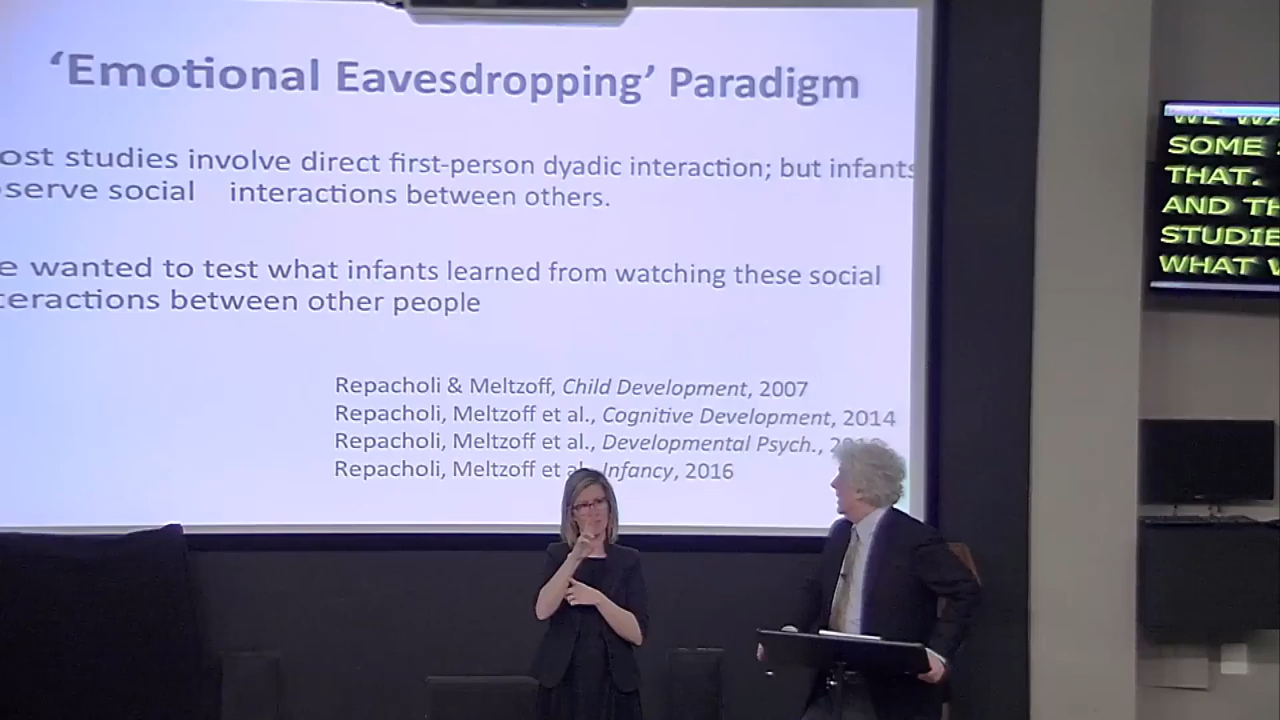 ‘Emotional Eavesdropping’ Paradigm
ost studies involve direct first-person dyadic interaction; but infants
serve social interactions between others.
e wanted to test what infants learned from watching these social
teractions between other people
Repacholi & Meltzoff, Child Development, 2007
Repacholi, Meltzoff et al., Cognitive Development, 2014
Repacholi, Meltzoff et al., Developmental Psych.,
Repacholi, Meltzoff et al., Infancy, 2016
WE WA
SOME
THAT.
AND TH
STUDIE
WHAT